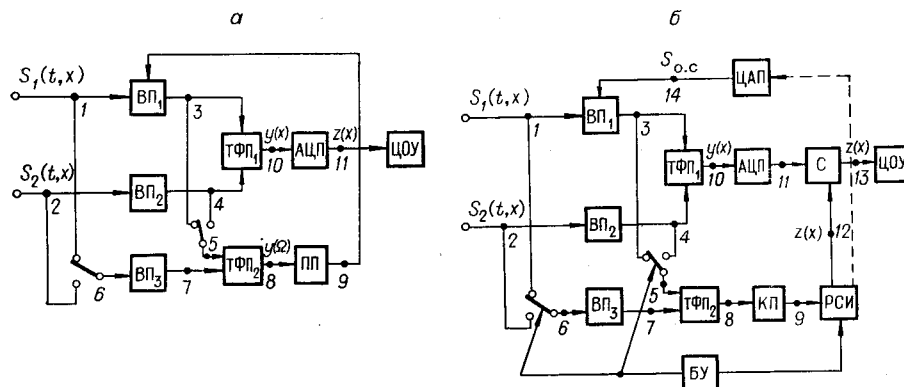 а
S₁(t,x)
ВП₁
1
3
S₂(t,x)
ТФП₁
y(x)
10
АЦП
z(x)
11
ЦОУ
2
ВП₂
4
5
6
ВП₃
7
ТФП₂
y(Ω)
8
ПП
9
б
S₁(t,x)
S о.с
14
ЦАП
ВП₁
1
3
S₂(t,x)
ТФП₁
y(x)
10
АЦП
11
С
z(x)
13
ЦОУ
2
ВП₂
4
z(x)
12
5
6
ВП₃
7
ТФП₂
8
КП
9
РСИ
БУ